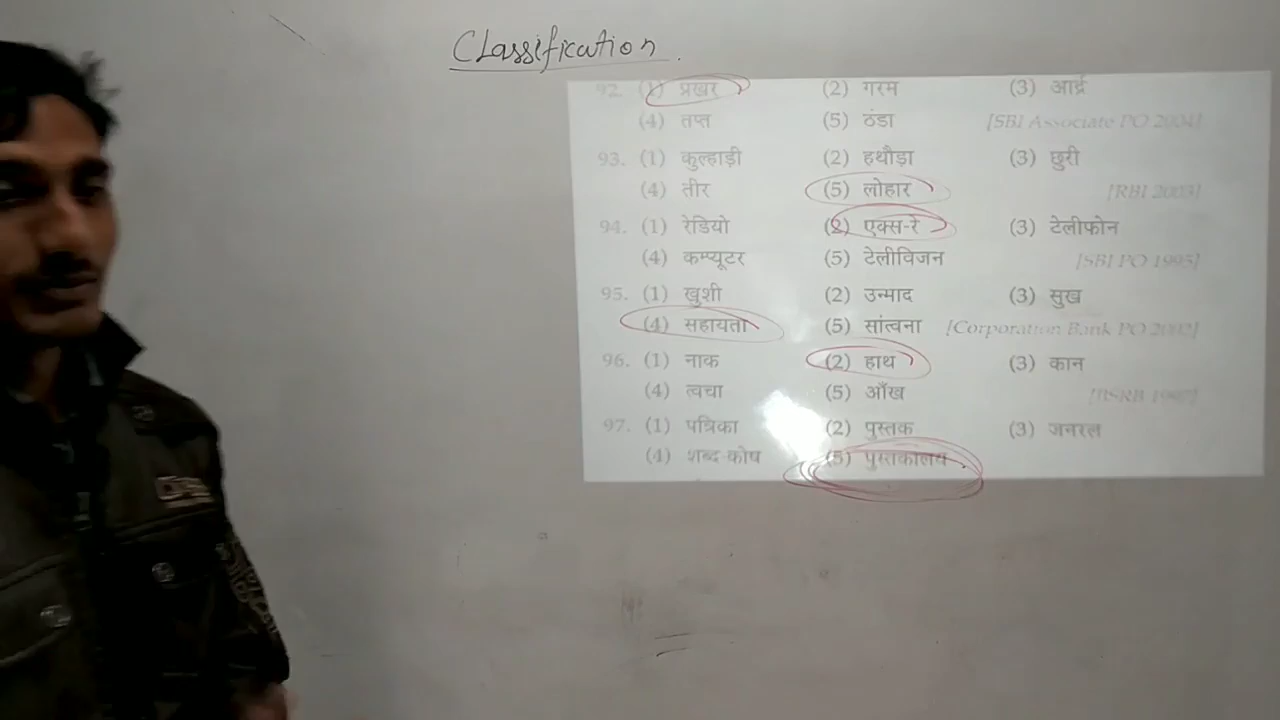 Classification.
92. (1) प्रखर (2) गरम (3) आर्द्र
(4) तप्त (5) ठंडा [SBI Associate PO 2004]
93. (1) कुल्हाड़ी (2) हथौड़ा (3) छुरी
(4) तीर (5) लोहार [RBI 2003]
94. (1) रेडियो (2) एक्स-रे (3) टेलीफोन
(4) कम्प्यूटर (5) टेलीविजन [SBI PO 1995]
95. (1) खुशी (2) उन्माद (3) सुख
(4) सहायता (5) सांत्वना [Corporation Bank PO 2002]
96. (1) नाक (2) हाथ (3) कान
(4) त्वचा (5) आँख [BSRB 1997]
97. (1) पत्रिका (2) पुस्तक (3) जनरल
(4) शब्द कोष (5) पुस्तकालय